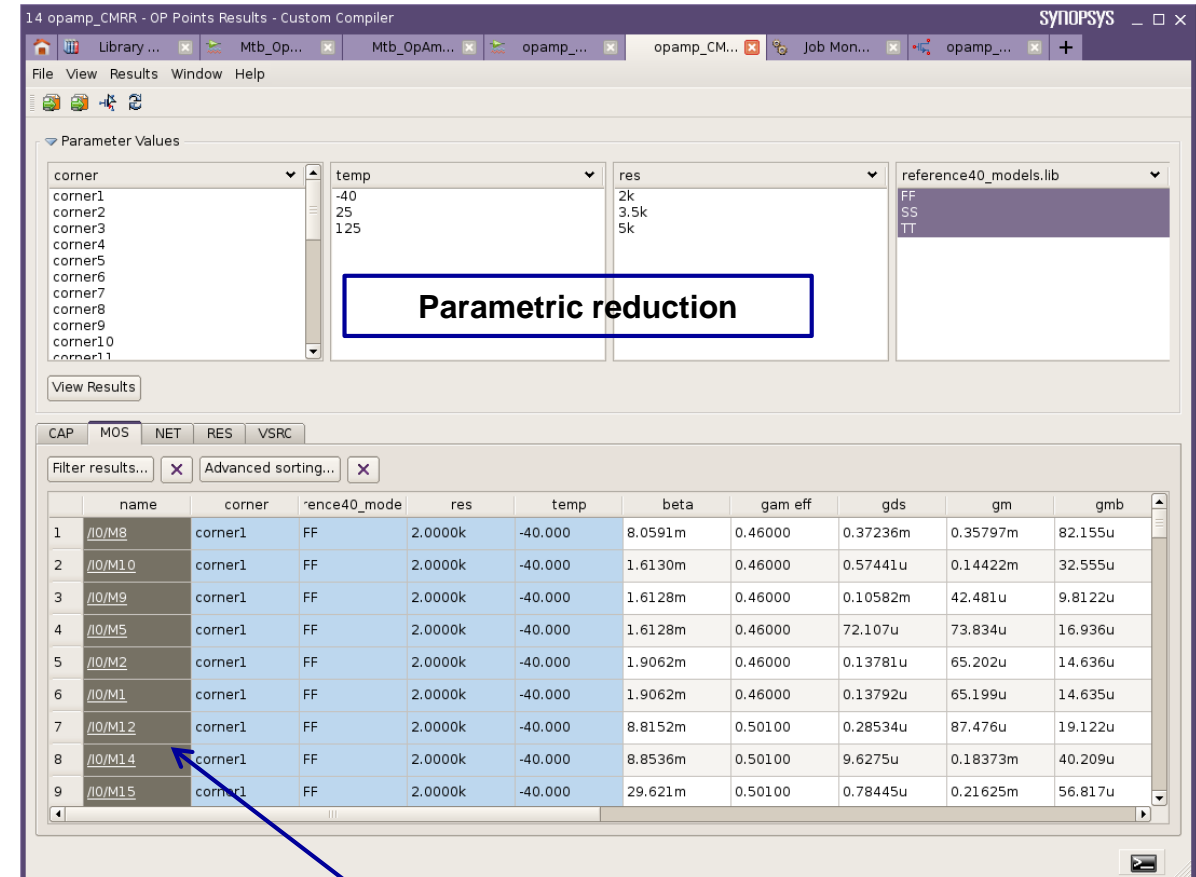 14 opamp_CMRR - OP Points Results - Custom Compiler SYNOPSYS
Library ... Mtb_Op... Mtb_OpAm... opamp_... opamp_CM... Job Mon... opamp_... +
File View Results Window Help
Parameter Values
corner temp res reference40_models.lib
corner1 -40 2k FF
corner2 25 3.5k SS
corner3 125 5k TT
corner4
corner5
corner6
corner7
corner8
corner9
corner10
corner11
Parametric reduction
View Results
CAP MOS NET RES VSRC
Filter results... Advanced sorting...
name corner rence40_mode res temp beta gam eff gds gm gmb
1 /I0/M8 corner1 FF 2.0000k -40.000 8.0591m 0.46000 0.37236m 0.35797m 82.155u
2 /I0/M10 corner1 FF 2.0000k -40.000 1.6130m 0.46000 0.57441u 0.14422m 32.555u
3 /I0/M9 corner1 FF 2.0000k -40.000 1.6128m 0.46000 0.10582m 42.481u 9.8122u
4 /I0/M5 corner1 FF 2.0000k -40.000 1.6128m 0.46000 72.107u 73.834u 16.936u
5 /I0/M2 corner1 FF 2.0000k -40.000 1.9062m 0.46000 0.13781u 65.202u 14.636u
6 /I0/M1 corner1 FF 2.0000k -40.000 1.9062m 0.46000 0.13792u 65.199u 14.635u
7 /I0/M12 corner1 FF 2.0000k -40.000 8.8152m 0.50100 0.28534u 87.476u 19.122u
8 /I0/M14 corner1 FF 2.0000k -40.000 8.8536m 0.50100 9.6275u 0.18373m 40.209u
9 /I0/M15 corner1 FF 2.0000k -40.000 29.621m 0.50100 0.78445u 0.21625m 56.817u